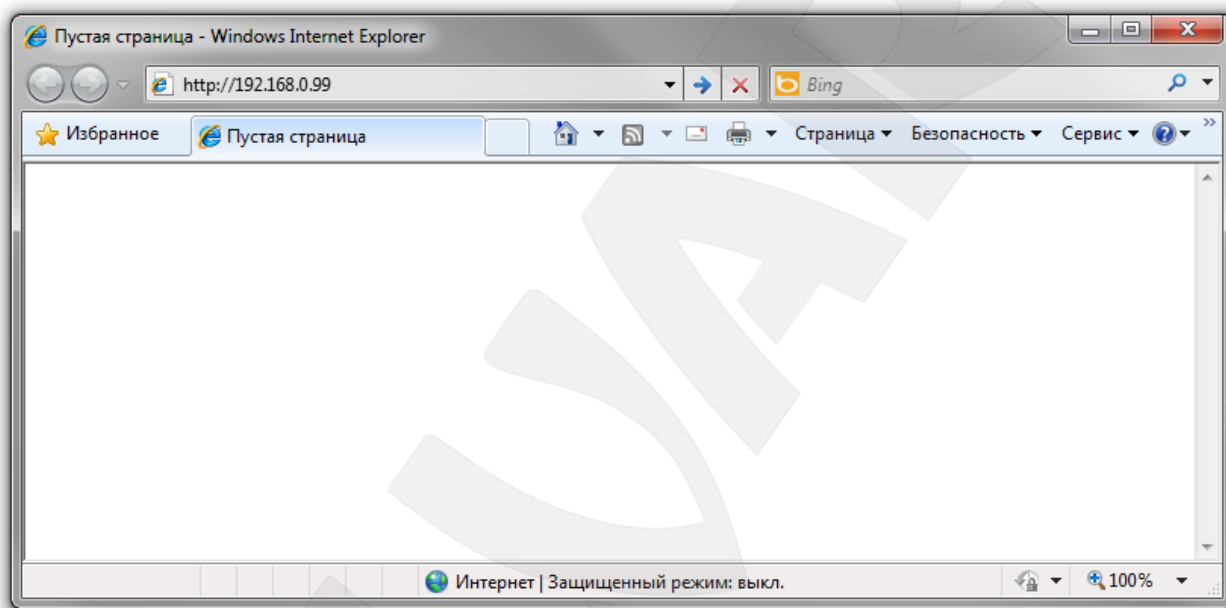 Пустая страница - Windows Internet Explorer
http://192.168.0.99
Bing
Избранное
Пустая страница
Страница
Безопасность
Сервис
Интернет | Защищенный режим: выкл.
100%